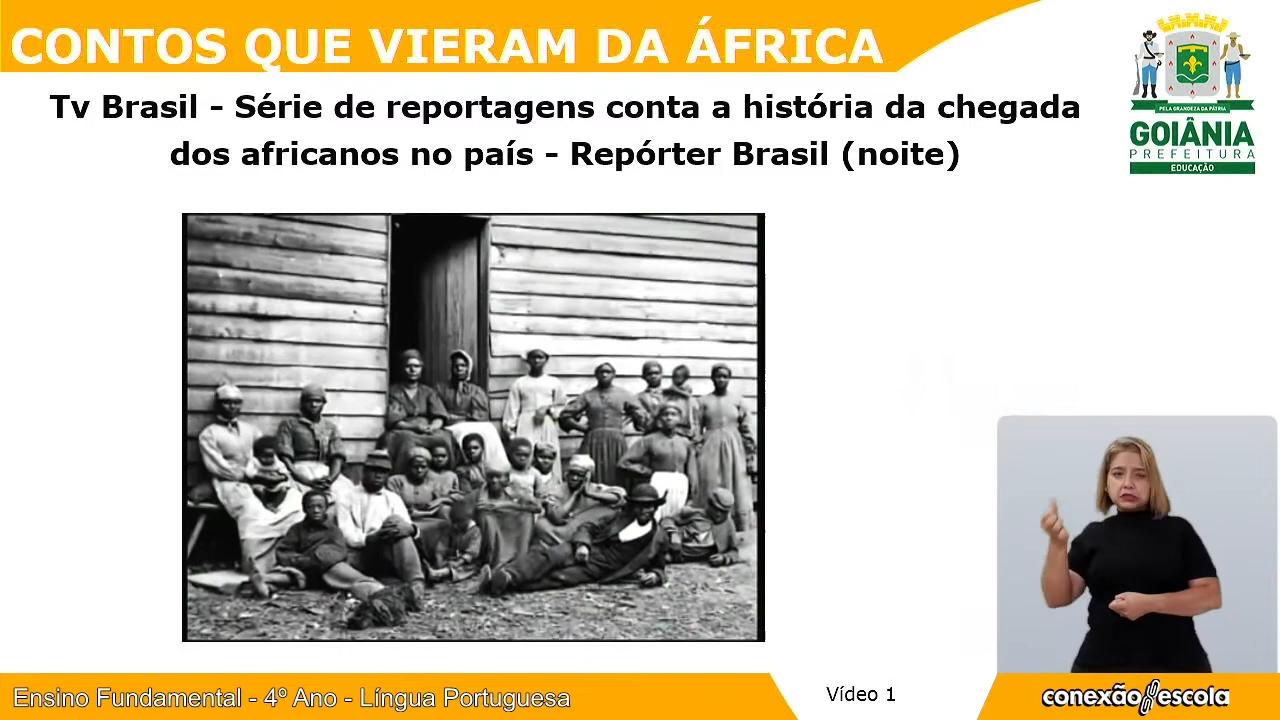 CONTOS QUE VIERAM DA ÁFRICA
Tv Brasil - Série de reportagens conta a história da chegada
dos africanos no país - Repórter Brasil (noite)
PELA GRANDEZA DA PÁTRIA
GOIÂNIA
PREFEITURA
EDUCAÇÃO
Ensino Fundamental - 4º Ano - Língua Portuguesa
Vídeo 1
conexão escola